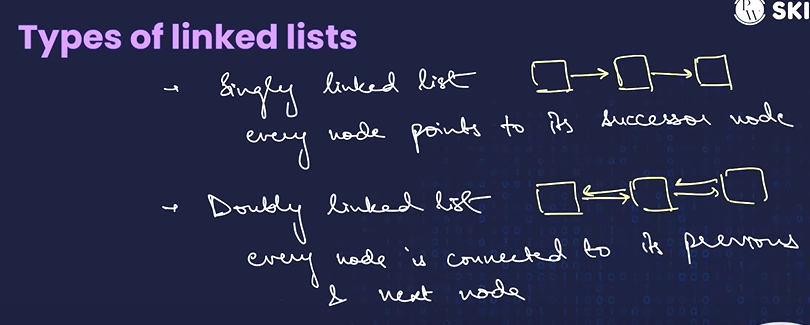 SKI
Types of linked lists
→ Singly linked list
every node points to its successor node
→ Doubly linked list
every node is connected to its previous
& next node